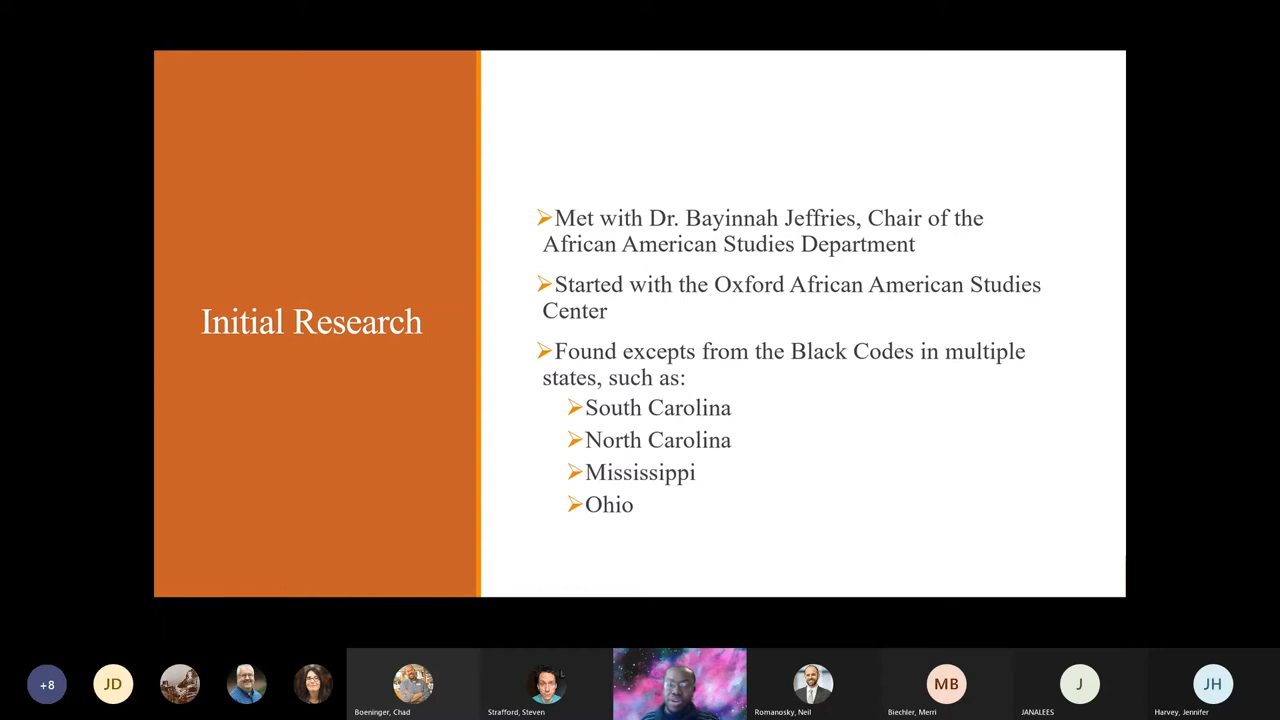 Initial Research
Met with Dr. Bayinnah Jeffries, Chair of the
African American Studies Department
Started with the Oxford African American Studies
Center
Found excepts from the Black Codes in multiple
states, such as:
South Carolina
North Carolina
Mississippi
Ohio
+8
JD
Boeninger, Chad
Strafford, Steven
Romanosky, Neil
MB
Biechler, Merri
J
JANALEES
JH
Harvey, Jennifer